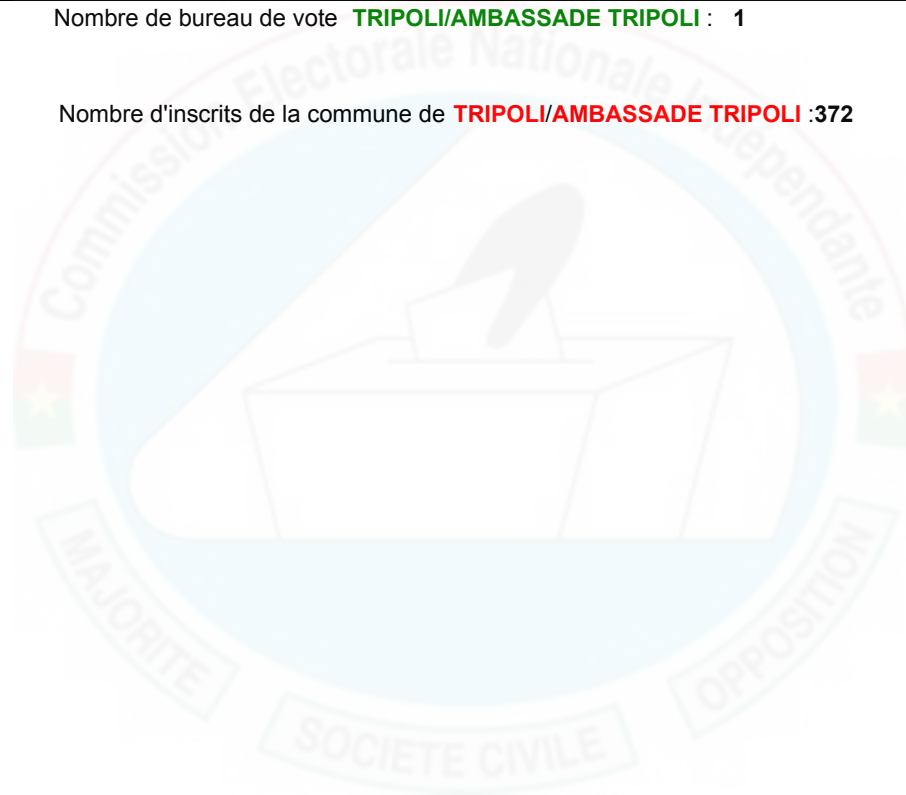 Nombre de bureau de vote TRIPOLI/AMBASSADE TRIPOLI : 1
Nombre d'inscrits de la commune de TRIPOLI/AMBASSADE TRIPOLI :372
Commission Electorale Nationale Independante
MAJORITE
SOCIETE CIVILE
OPPOSITION